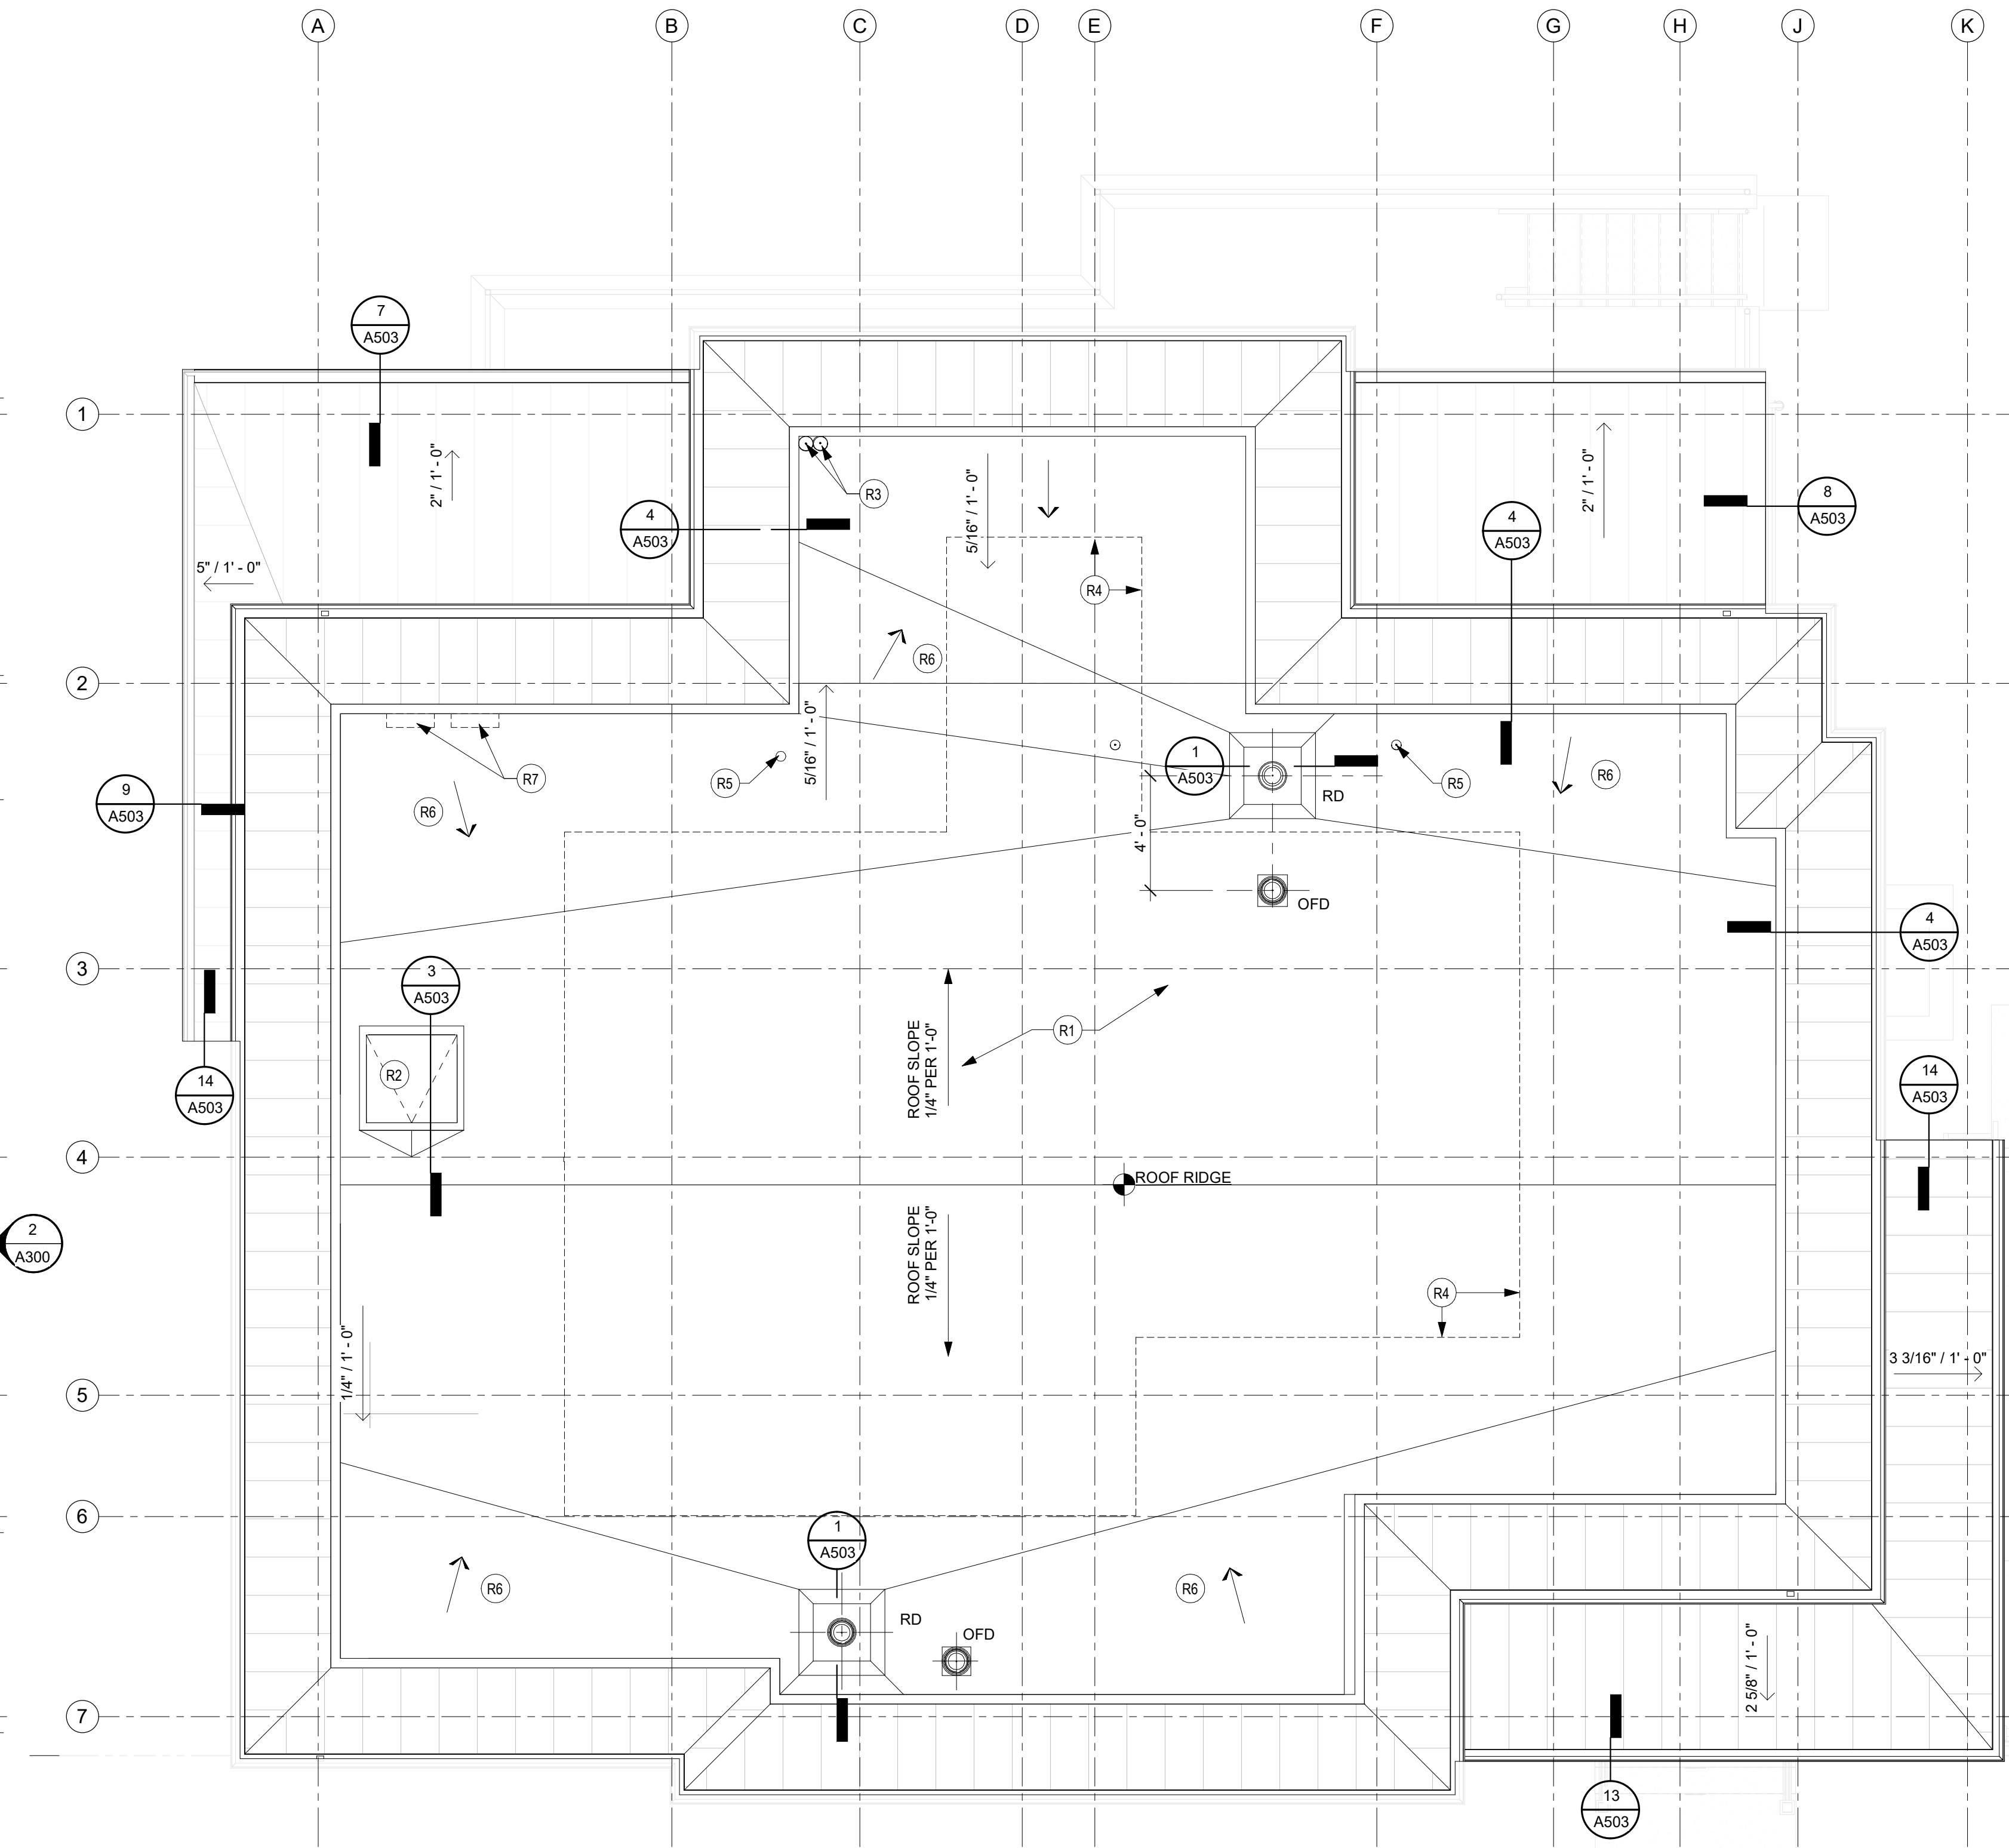 A
B
C
D
E
F
G
H
J
K
7
A503
1
2" / 1' - 0"
5/16" / 1' - 0"
2" / 1' - 0"
R3
4
A503
4
A503
8
A503
5" / 1' - 0"
R4
R6
2
5/16" / 1' - 0"
R7
R5
1
A503
RD
R5
R6
9
A503
R6
4' - 0"
OFD
4
A503
3
3
A503
R1
ROOF SLOPE
1/4" PER 1'-0"
R2
14
A503
14
A503
4
ROOF RIDGE
2
A300
ROOF SLOPE
1/4" PER 1'-0"
R4
1/4" / 1' - 0"
3 3/16" / 1' - 0"
5
6
1
A503
R6
R6
RD
OFD
2 5/8" / 1' - 0"
7
13
A503